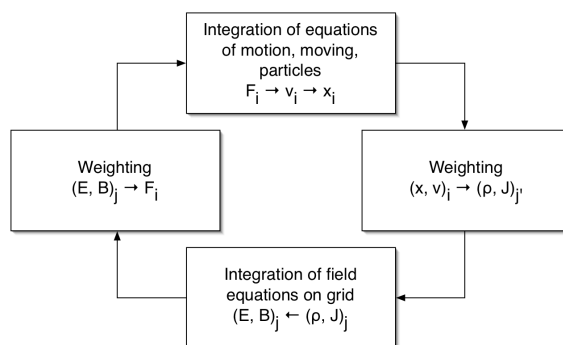 Integration of equations
of motion, moving,
particles
Fᵢ → vᵢ → xᵢ
Weighting
(E, B)ⱼ → Fᵢ
Weighting
(x, v)ᵢ → (ρ, J)ⱼ'
Integration of field
equations on grid
(E, B)ⱼ ← (ρ, J)ⱼ